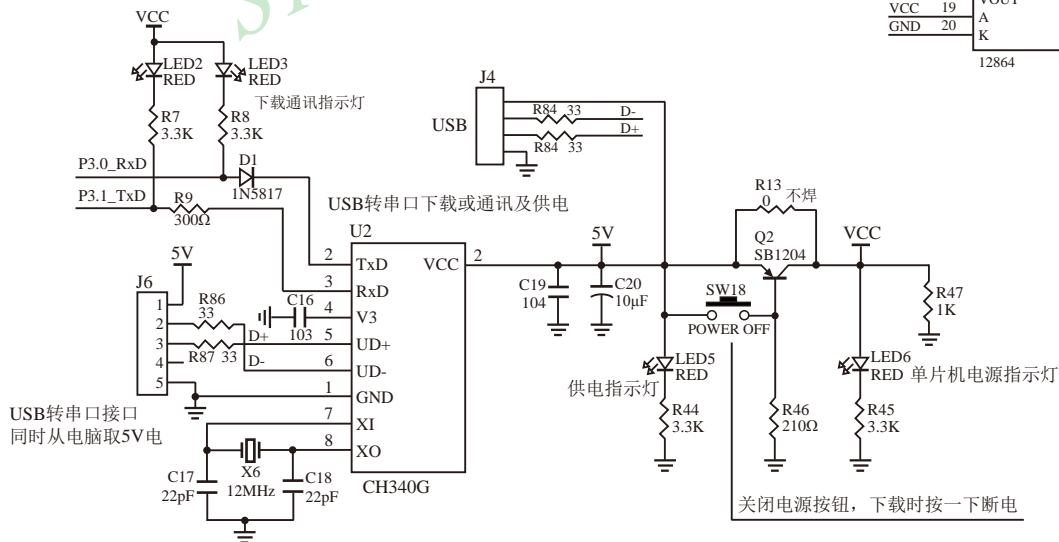 VCC
19
A
GND
20
K
12864
VCC
LED2
RED
LED3
RED
下载通讯指示灯
R7
3.3K
R8
3.3K
P3.0_RxD
D1
1N5817
P3.1_TxD
R9
300Ω
J4
USB
R84 33
D-
D+
R84 33
USB转串口下载或通讯及供电
R13
0 不焊
U2
5V
Q2
SB1204
VCC
2
TxD
VCC
2
5V
J6
3
RxD
C19
104
C20
10μF
SW18
POWER OFF
R47
1K
1
2
3
4
5
R86
33
C16
103
4
V3
D+
5
UD+
R87 33
D-
6
UD-
LED5
RED
供电指示灯
LED6
RED
单片机电源指示灯
1
GND
USB转串口接口
同时从电脑取5V电
7
XI
R44
3.3K
R46
210Ω
R45
3.3K
8
XO
C17
22pF
X6
12MHz
C18
22pF
CH340G
关闭电源按钮，下载时按一下断电